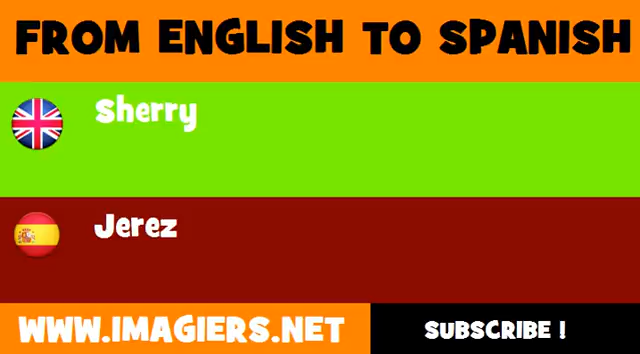 FROM ENGLISH TO SPANISH
Sherry
Jerez
WWW.IMAGIERS.NET
SUBSCRIBE !